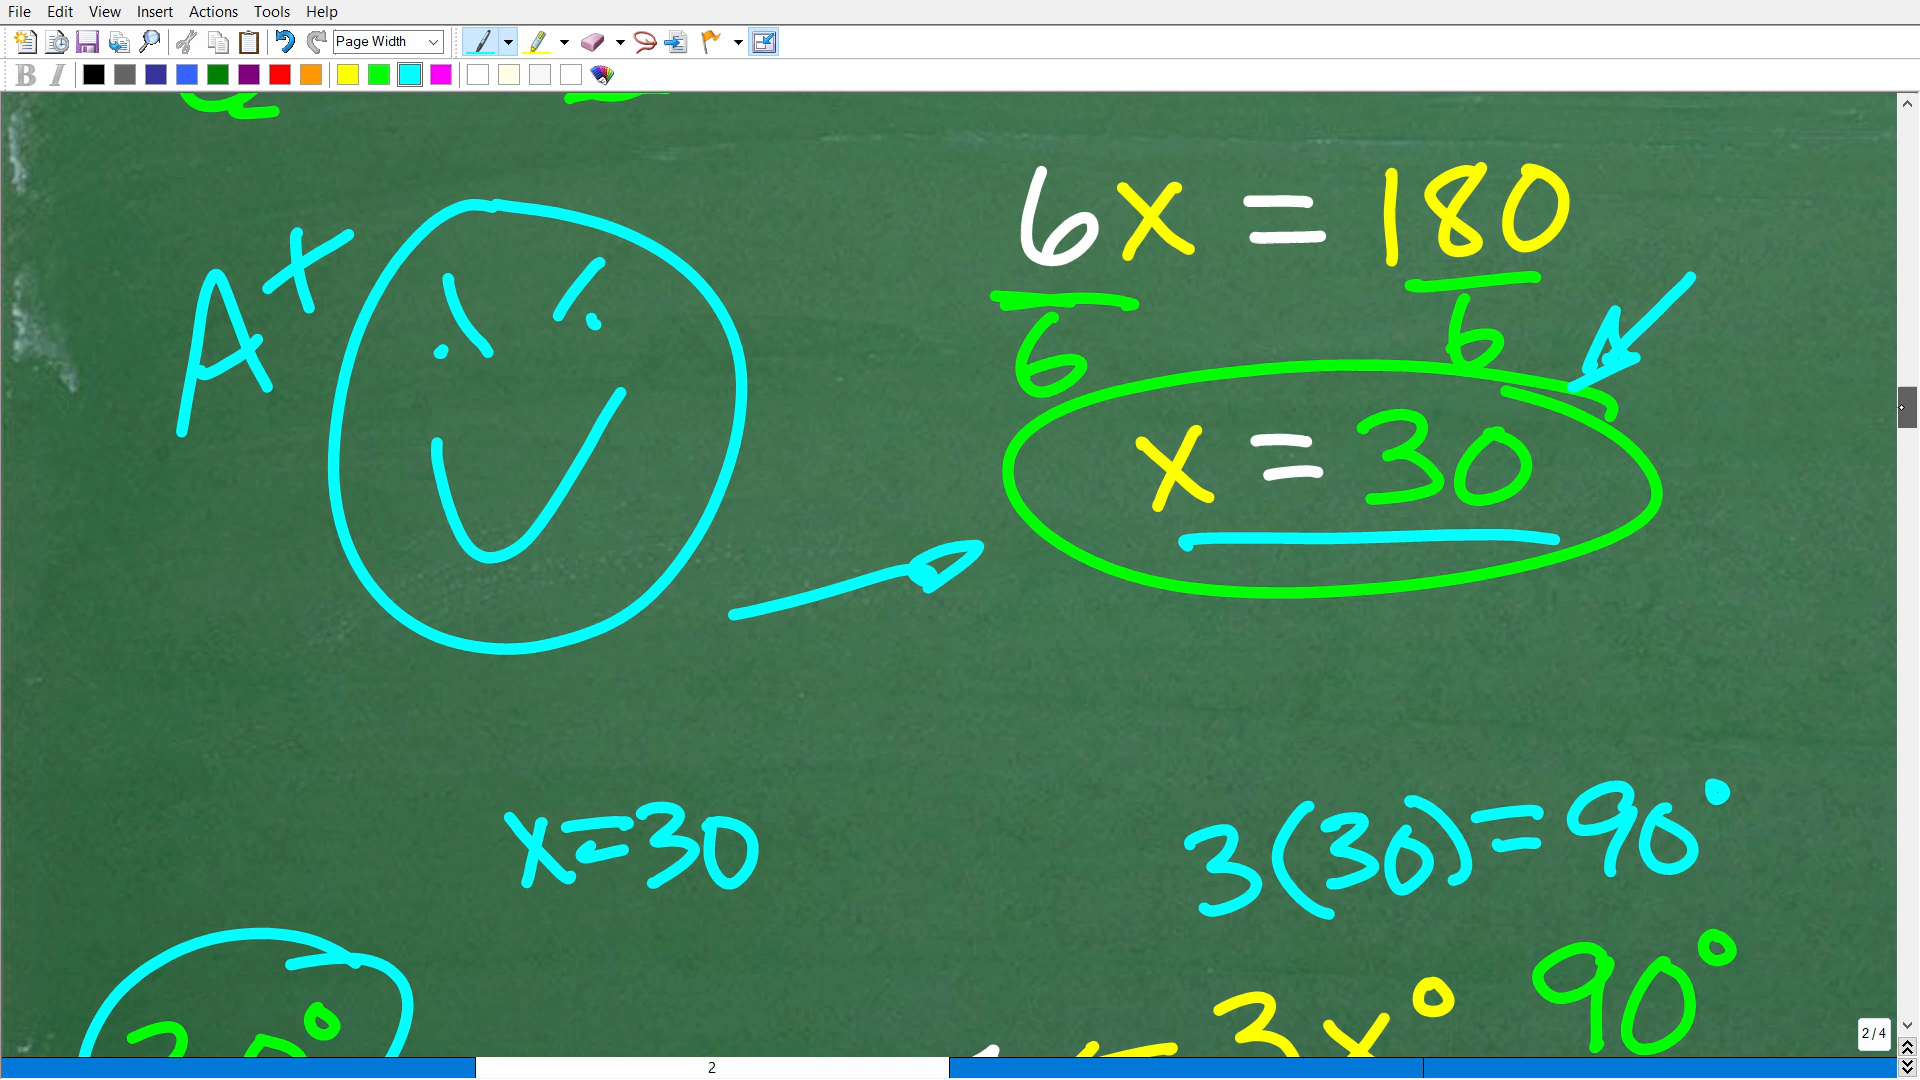 File Edit View Insert Actions Tools Help
Page Width
B I
6x = 180
6 6
A+
x = 30
x=30
3(30)=90°
90°
3x°
30°
2 / 4
2